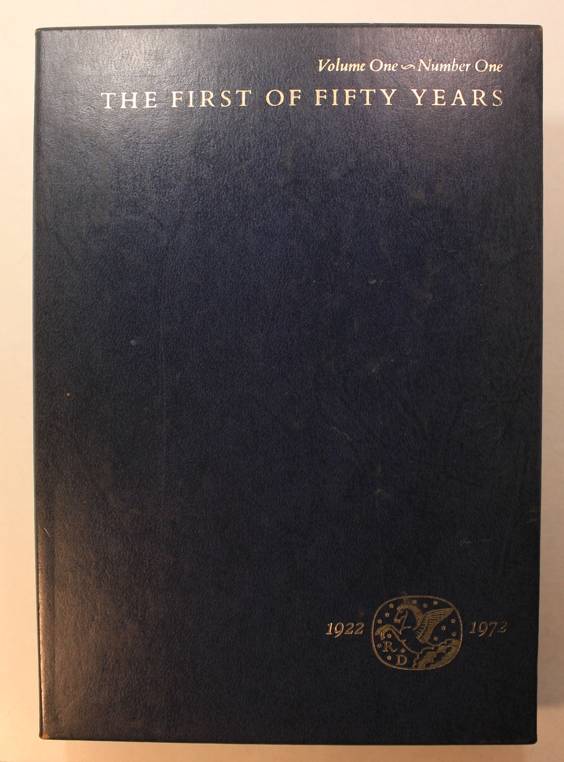 Volume One ~ Number One
THE FIRST OF FIFTY YEARS
1922 1972
R D